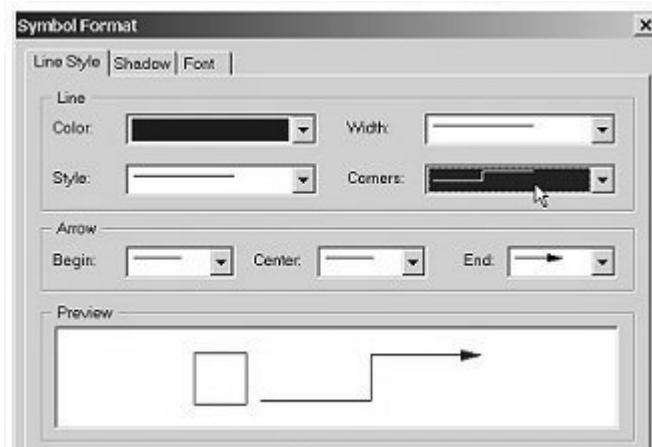 Symbol Format
Line Style Shadow Font
Line
Color: Width:
Style: Corners:
Arrow
Begin: Center: End:
Preview